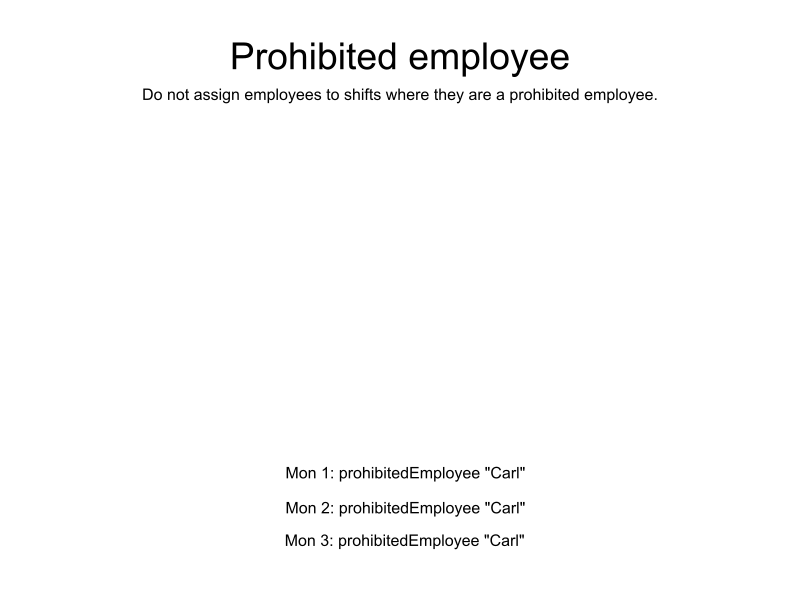 Prohibited employee
Do not assign employees to shifts where they are a prohibited employee.
Mon 1: prohibitedEmployee "Carl"
Mon 2: prohibitedEmployee "Carl"
Mon 3: prohibitedEmployee "Carl"